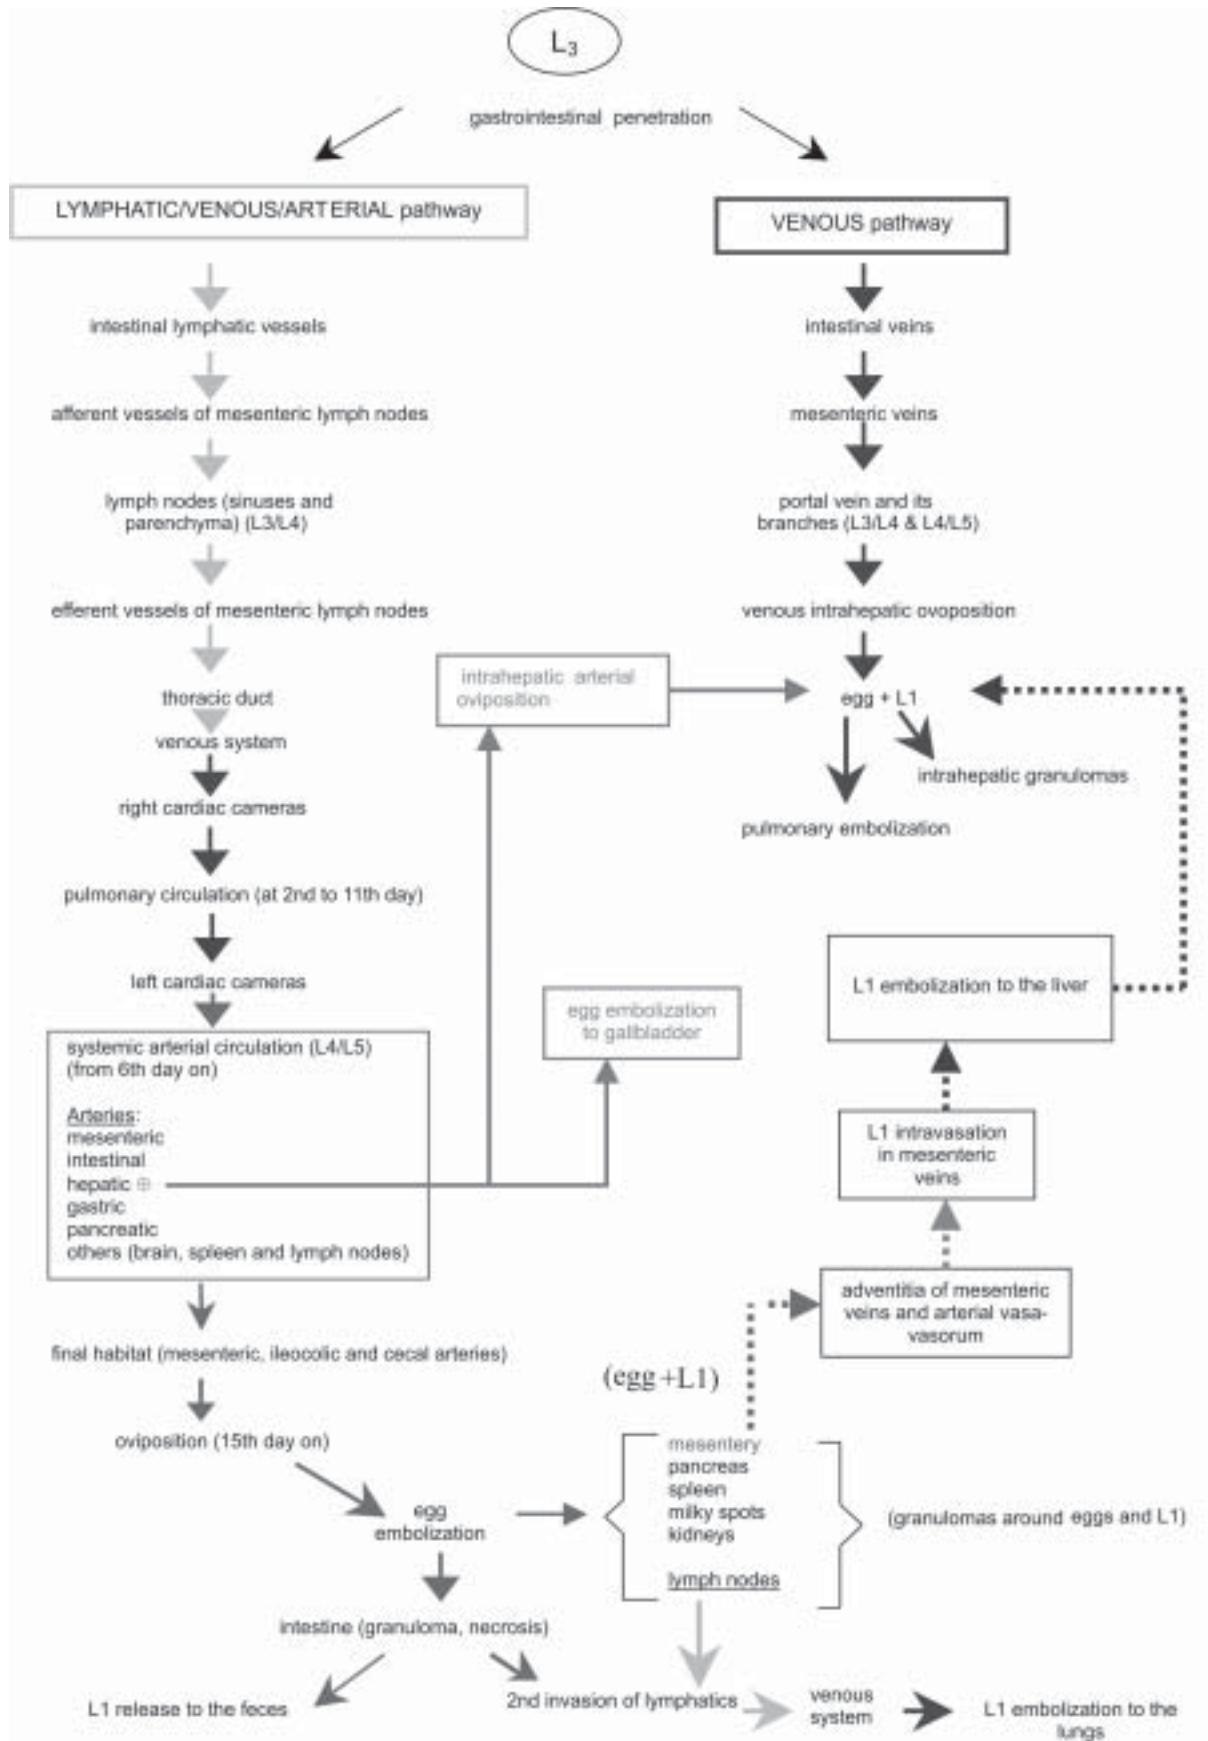 L3
gastrointestinal penetration
LYMPHATIC/VENOUS/ARTERIAL pathway
VENOUS pathway
intestinal lymphatic vessels
intestinal veins
afferent vessels of mesenteric lymph nodes
mesenteric veins
lymph nodes (sinuses and
parenchyma) (L3/L4)
portal vein and its
branches (L3/L4 & L4/L5)
efferent vessels of mesenteric lymph nodes
venous intrahepatic ovoposition
thoracic duct
venous system
intrahepatic arterial
oviposition
egg + L1
intrahepatic granulomas
pulmonary embolization
right cardiac cameras
pulmonary circulation (at 2nd to 11th day)
left cardiac cameras
systemic arterial circulation (L4/L5)
(from 6th day on)
Arteries:
mesenteric
intestinal
hepatic ⊕
gastric
pancreatic
others (brain, spleen and lymph nodes)
egg embolization
to gallbladder
L1 embolization to the liver
L1 intravasation
in mesenteric
veins
adventitia of mesenteric
veins and arterial vasa-
vasorum
final habitat (mesenteric, ileocolic and cecal arteries)
oviposition (15th day on)
egg
embolization
(egg+L1)
mesentery
pancreas
spleen
milky spots
kidneys
lymph nodes
(granulomas around eggs and L1)
intestine (granuloma, necrosis)
L1 release to the feces
2nd invasion of lymphatics
venous
system
L1 embolization to the
lungs